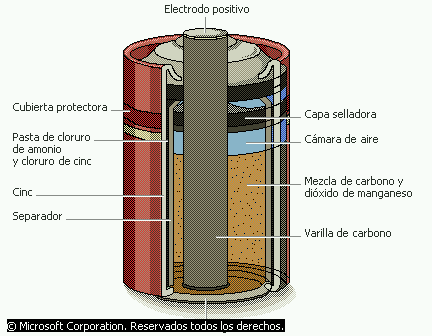 Electrodo positivo
Cubierta protectora
Pasta de cloruro
de amonio
y cloruro de cinc
Cinc
Separador
Capa selladora
Cámara de aire
Mezcla de carbono y
dióxido de manganeso
Varilla de carbono
© Microsoft Corporation. Reservados todos los derechos.